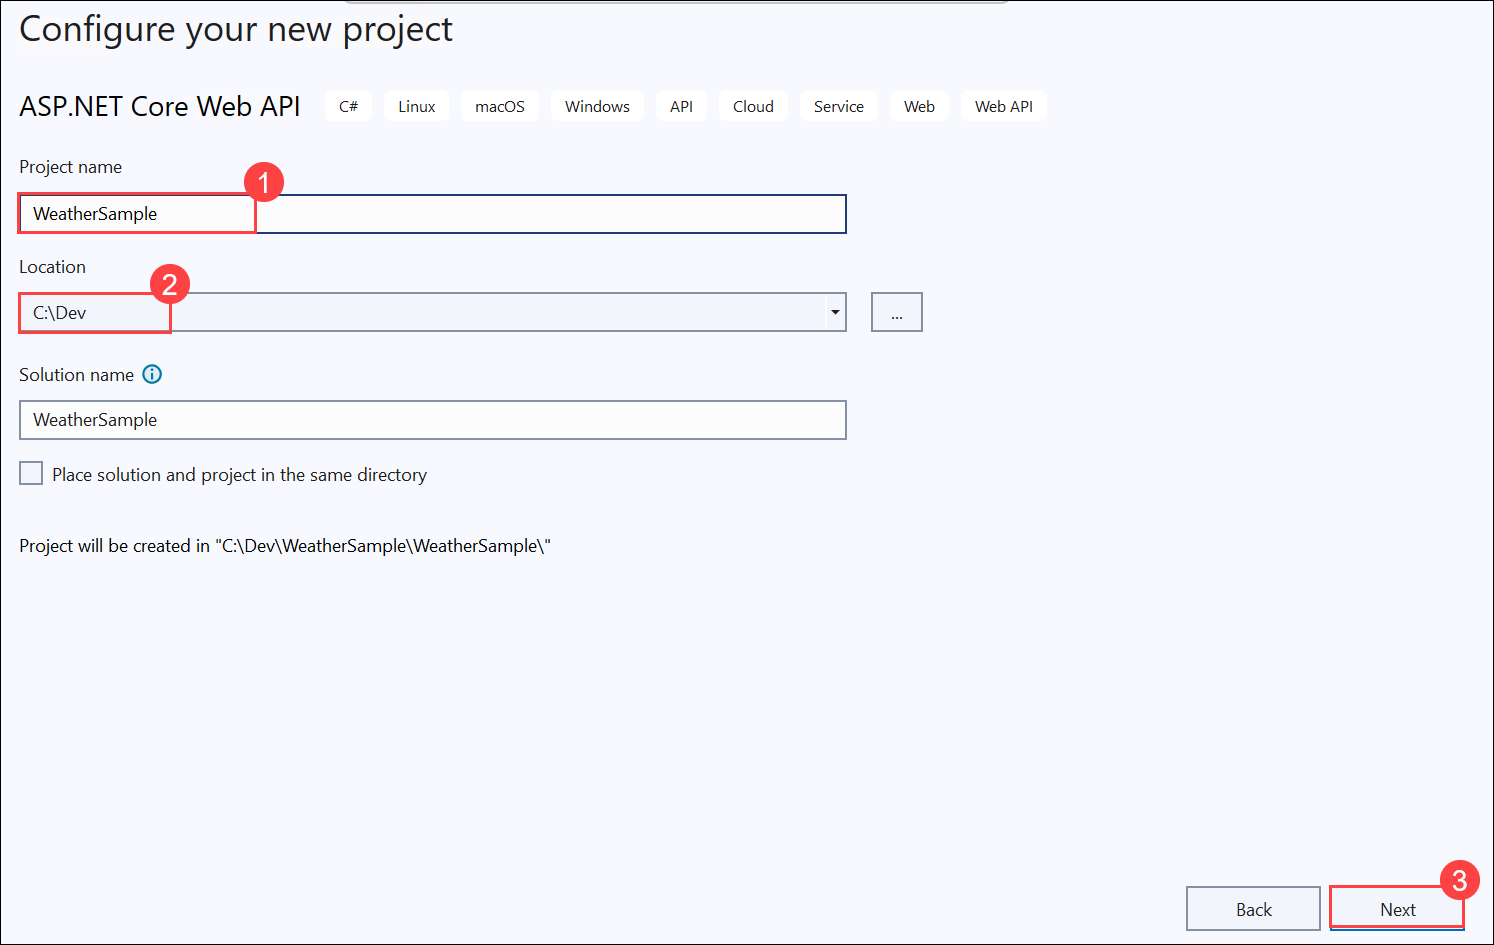 Configure your new project
ASP.NET Core Web API C# Linux macOS Windows API Cloud Service Web Web API
Project name
1
WeatherSample
Location
2
C:\Dev
...
Solution name
WeatherSample
Place solution and project in the same directory
Project will be created in "C:\Dev\WeatherSample\WeatherSample\"
3
Back Next